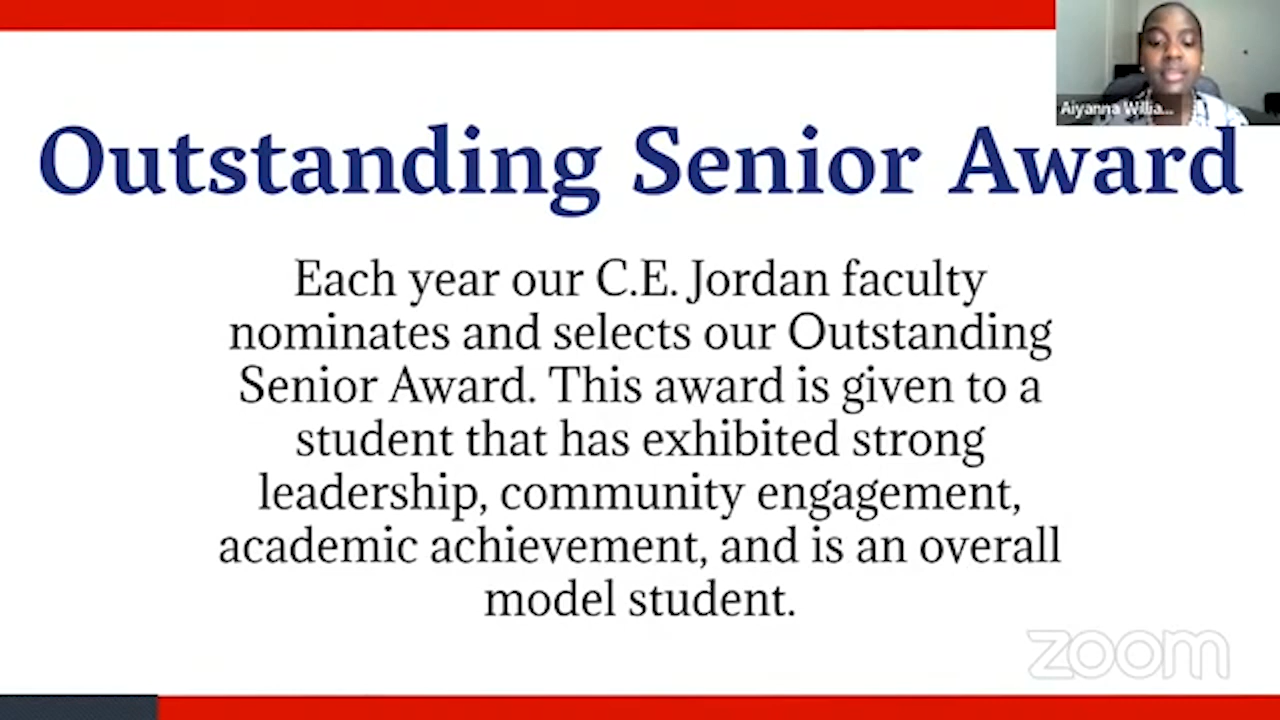 Aiyanna Willia...
Outstanding Senior Award
Each year our C.E. Jordan faculty
nominates and selects our Outstanding
Senior Award. This award is given to a
student that has exhibited strong
leadership, community engagement,
academic achievement, and is an overall
model student.
zoom